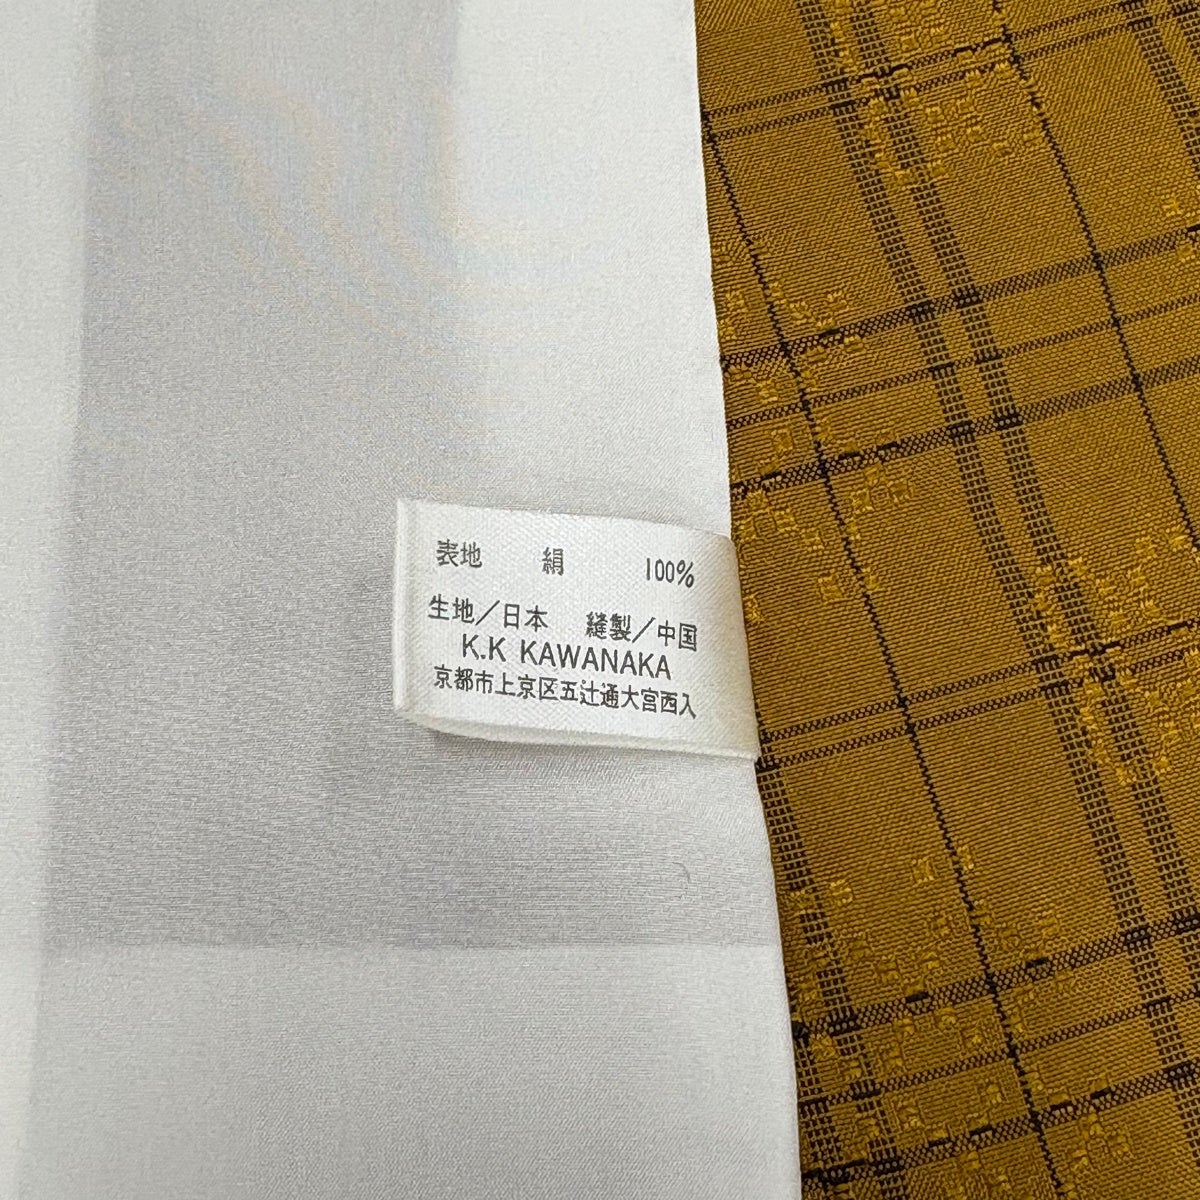 表地 絹 100%
生地／日本 縫製／中国
K.K KAWANAKA
京都市上京区五辻通大宮西入